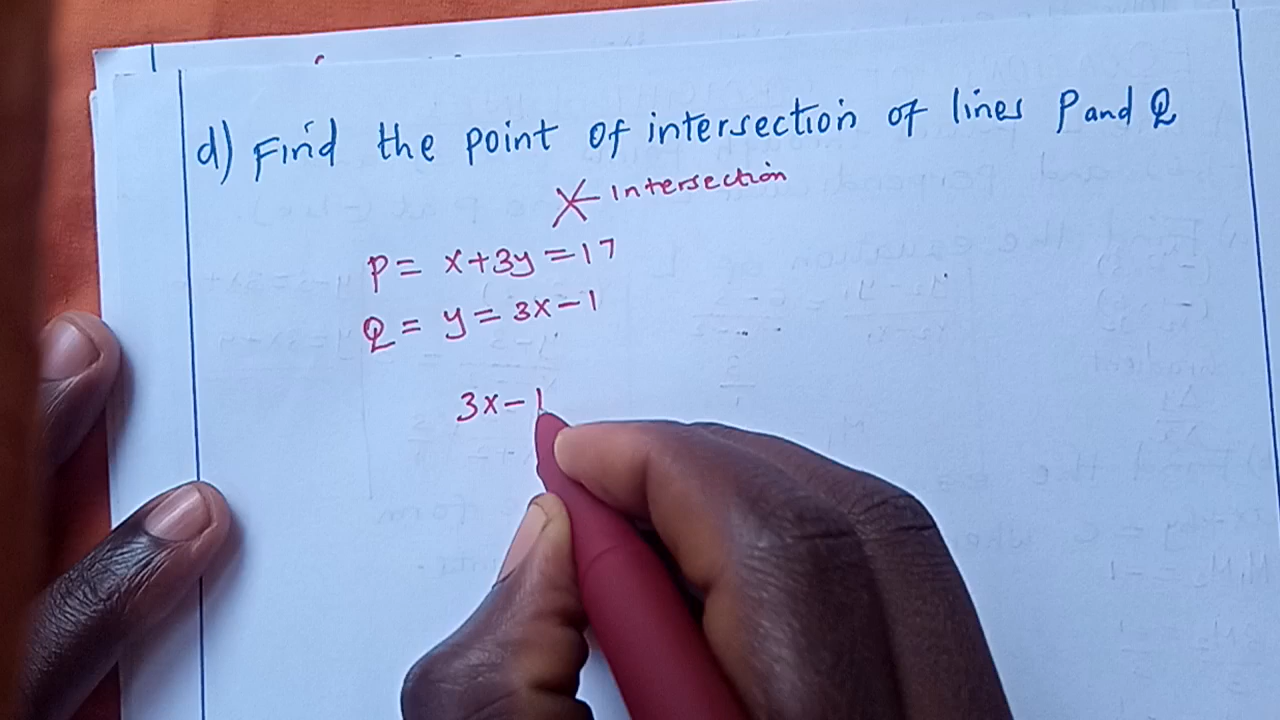 d) Find the point of intersection of lines P and Q
X Intersection
P = x+3y = 17
Q = y = 3x-1
3x-1